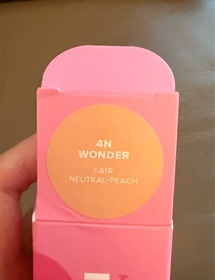 4N
WONDER
FAIR
NEUTRAL-PEACH